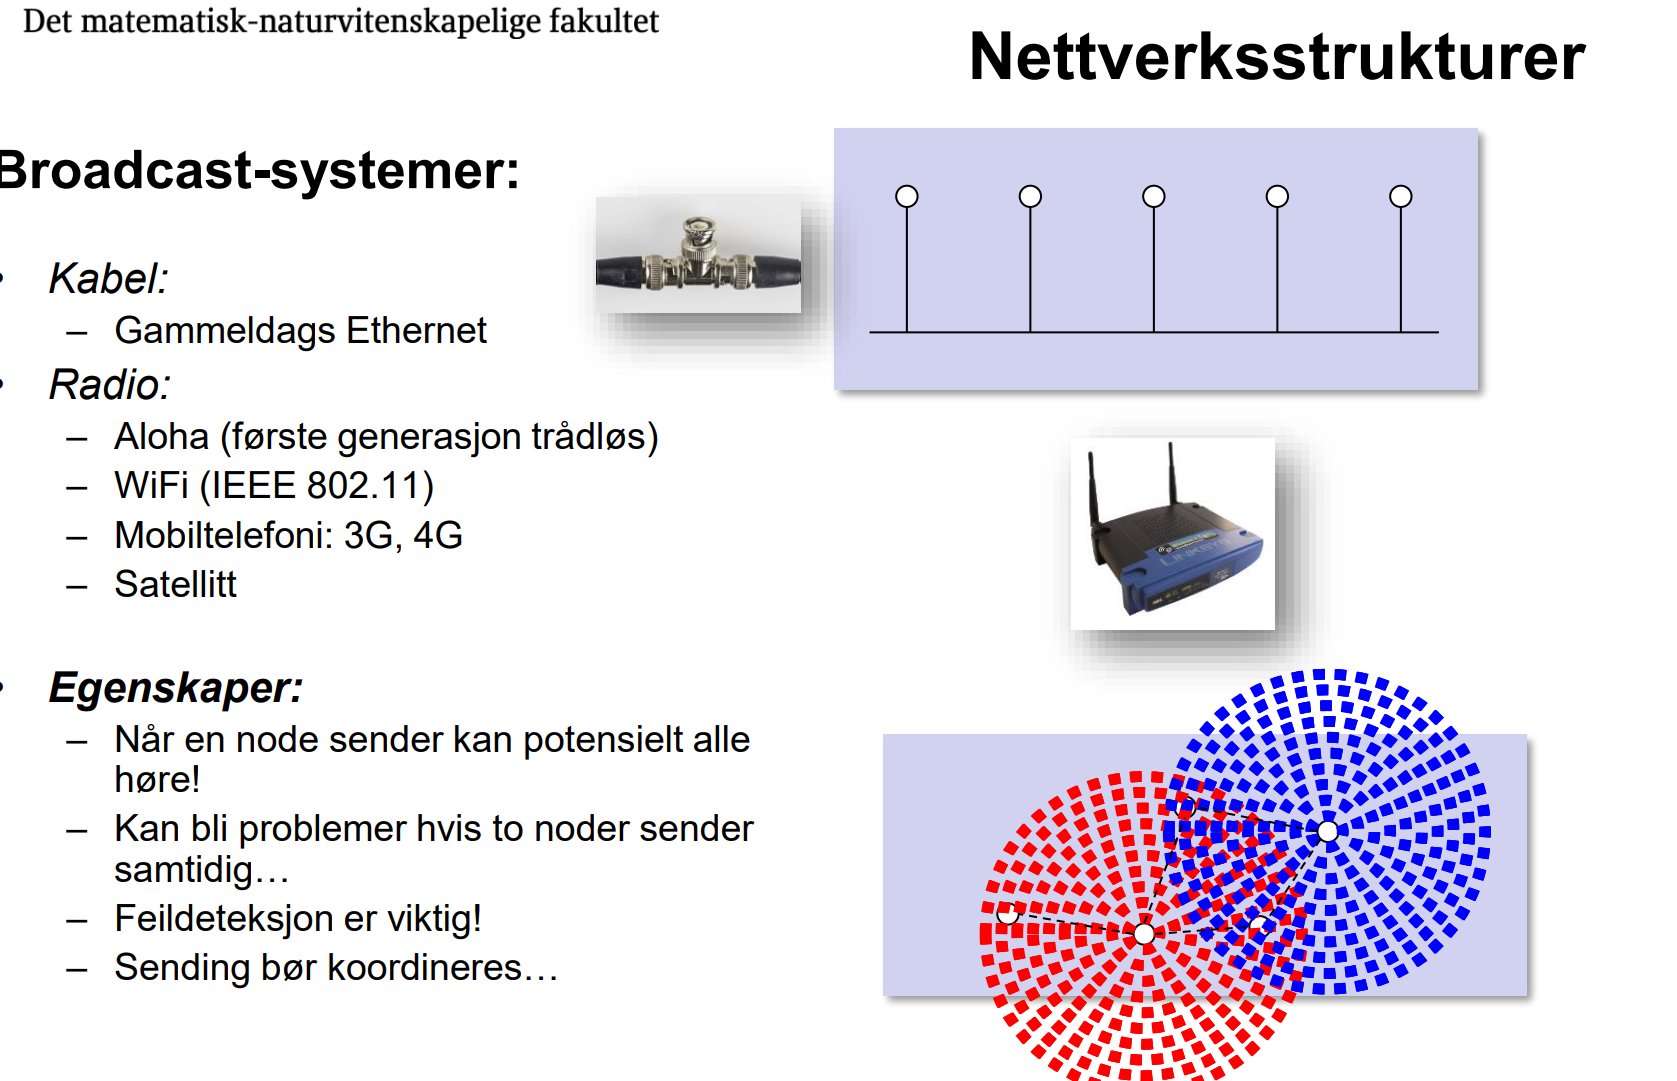 Det matematisk-naturvitenskapelige fakultet
Nettverksstrukturer
Broadcast-systemer:
• Kabel:
– Gammeldags Ethernet
• Radio:
– Aloha (første generasjon trådløs)
– WiFi (IEEE 802.11)
– Mobiltelefoni: 3G, 4G
– Satellitt
• Egenskaper:
– Når en node sender kan potensielt alle
høre!
– Kan bli problemer hvis to noder sender
samtidig…
– Feildeteksjon er viktig!
– Sending bør koordineres…
LINKSYS